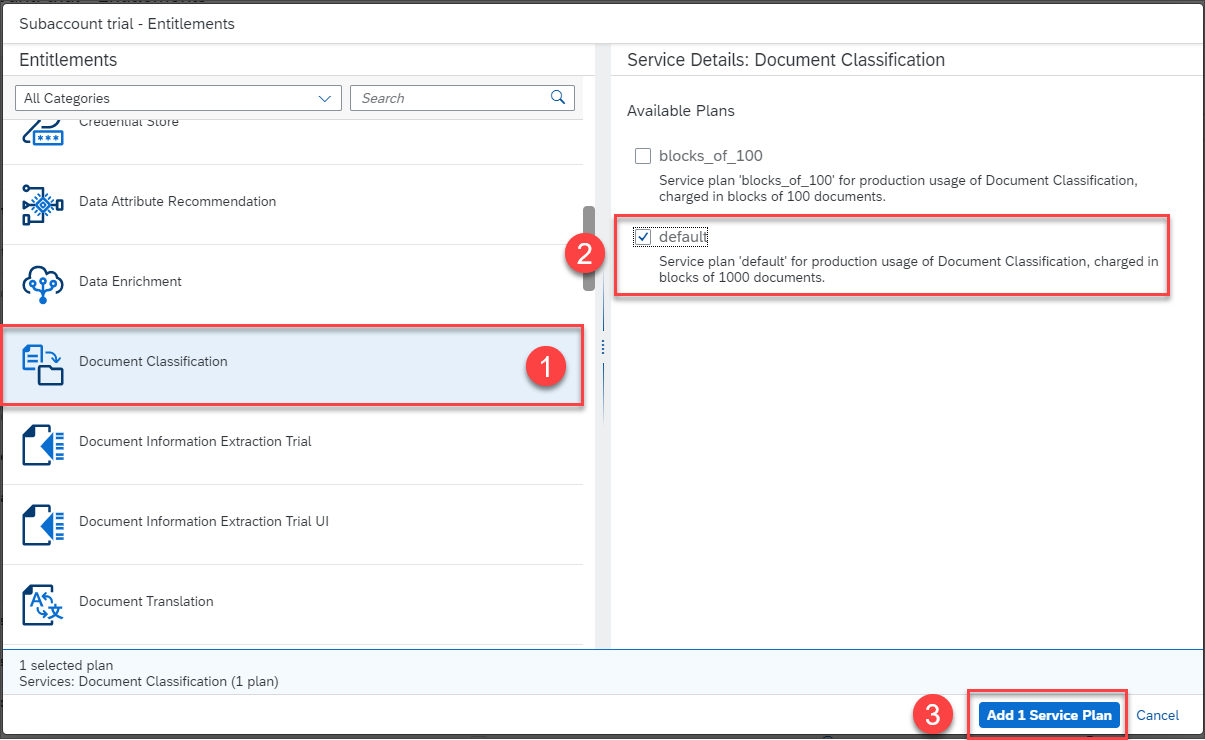 Subaccount trial - Entitlements
Entitlements
All Categories
Search
Credential Store
Data Attribute Recommendation
Data Enrichment
Document Classification
1
Document Information Extraction Trial
Document Information Extraction Trial UI
Document Translation
Service Details: Document Classification
Available Plans
blocks_of_100
Service plan 'blocks_of_100' for production usage of Document Classification,
charged in blocks of 100 documents.
2
default
Service plan 'default' for production usage of Document Classification, charged in
blocks of 1000 documents.
1 selected plan
Services: Document Classification (1 plan)
3
Add 1 Service Plan
Cancel